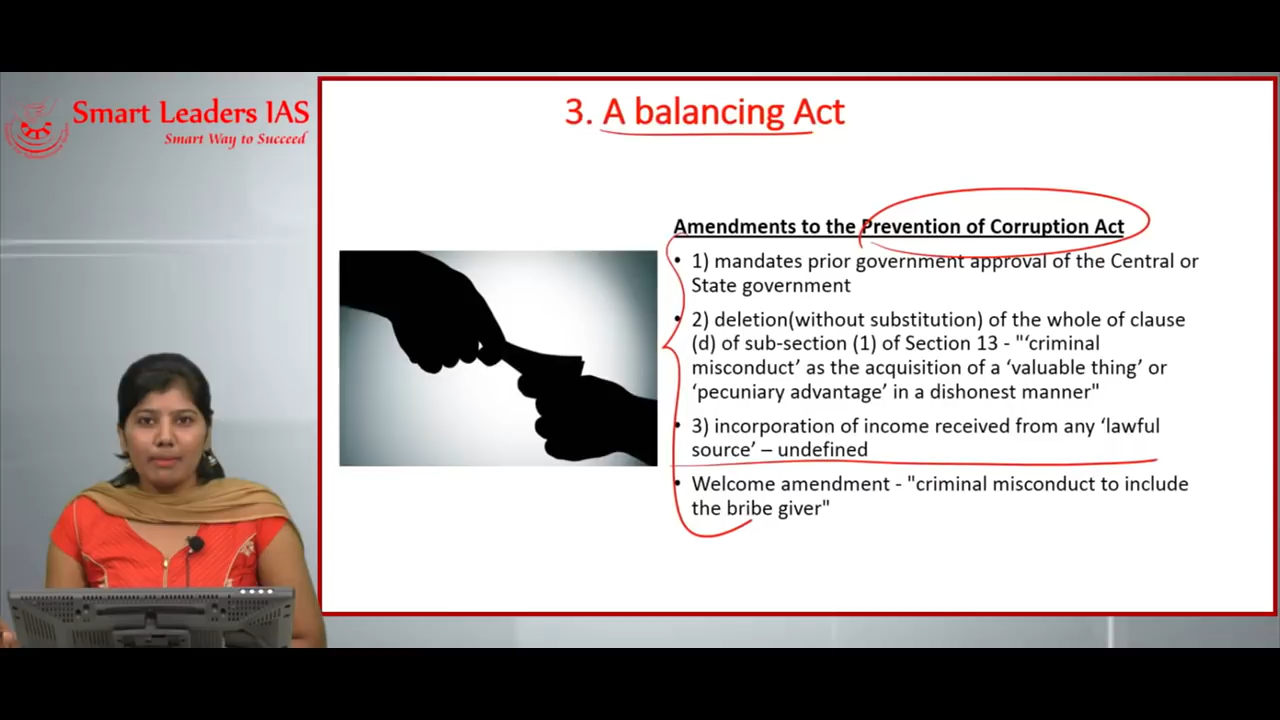 Smart Leaders IAS
Smart Way to Succeed
3. A balancing Act
Amendments to the Prevention of Corruption Act
• 1) mandates prior government approval of the Central or
State government
• 2) deletion(without substitution) of the whole of clause
(d) of sub-section (1) of Section 13 - "‘criminal
misconduct’ as the acquisition of a ‘valuable thing’ or
‘pecuniary advantage’ in a dishonest manner"
• 3) incorporation of income received from any ‘lawful
source’ – undefined
• Welcome amendment - "criminal misconduct to include
the bribe giver"